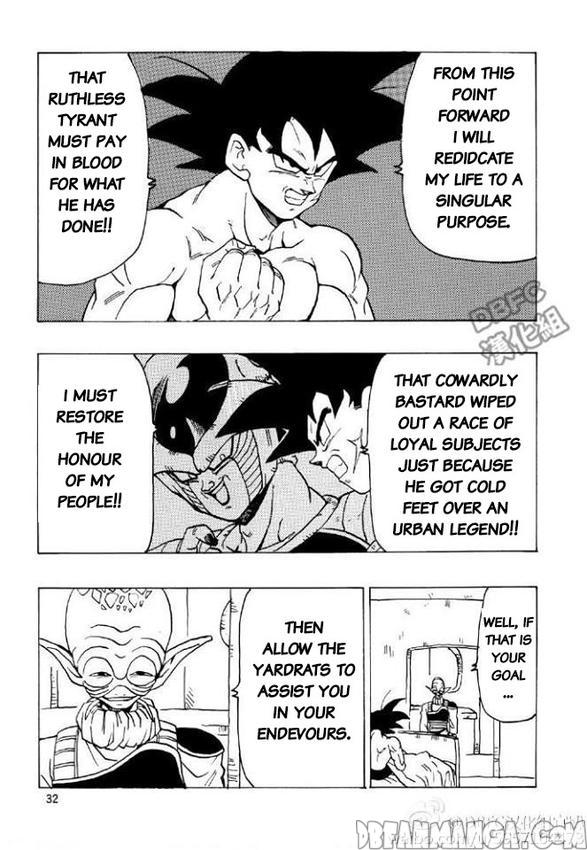 FROM THIS
POINT
FORWARD
I WILL
REDIDCATE
MY LIFE TO A
SINGULAR
PURPOSE.
THAT
RUTHLESS
TYRANT
MUST PAY
IN BLOOD
FOR WHAT
HE HAS
DONE!!
DBFC
漢化組
THAT COWARDLY
BASTARD WIPED
OUT A RACE OF
LOYAL SUBJECTS
JUST BECAUSE
HE GOT COLD
FEET OVER AN
URBAN LEGEND!!
I MUST
RESTORE
THE
HONOUR
OF MY
PEOPLE!!
WELL, IF
THAT IS
YOUR
GOAL
...
THEN
ALLOW THE
YARDRATS TO
ASSIST YOU
IN YOUR
ENDEVOURS.
32
DBFANMANGA.COM